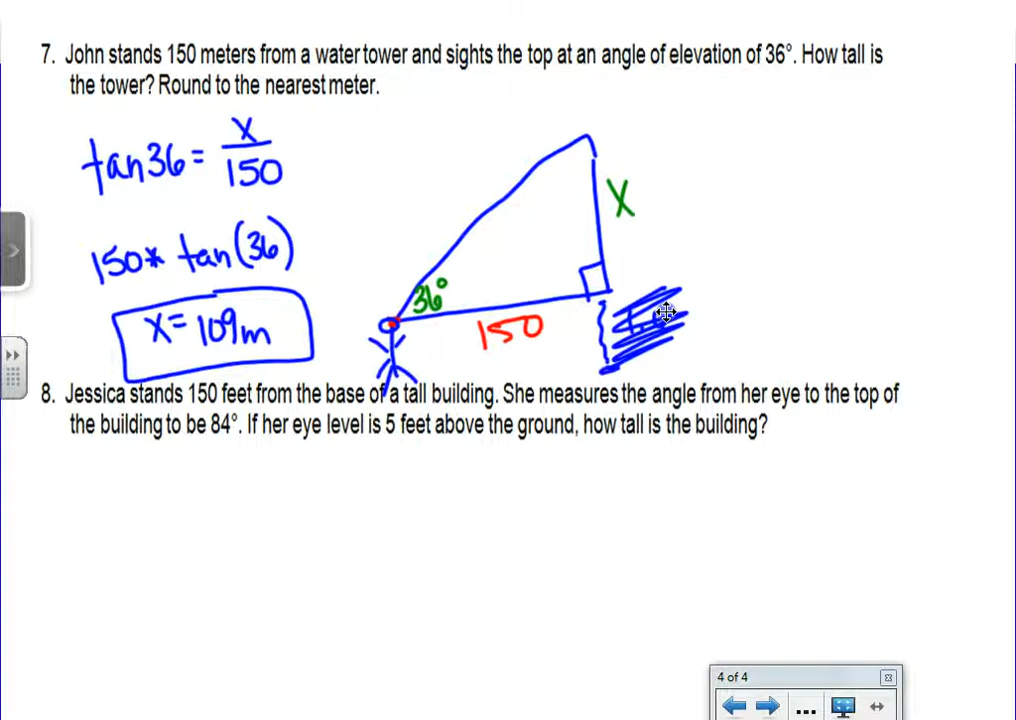 7. John stands 150 meters from a water tower and sights the top at an angle of elevation of 36°. How tall is
the tower? Round to the nearest meter.
tan36 = x/150
X
150* tan(36)
36°
x= 109m
150
8. Jessica stands 150 feet from the base of a tall building. She measures the angle from her eye to the top of
the building to be 84°. If her eye level is 5 feet above the ground, how tall is the building?
4 of 4